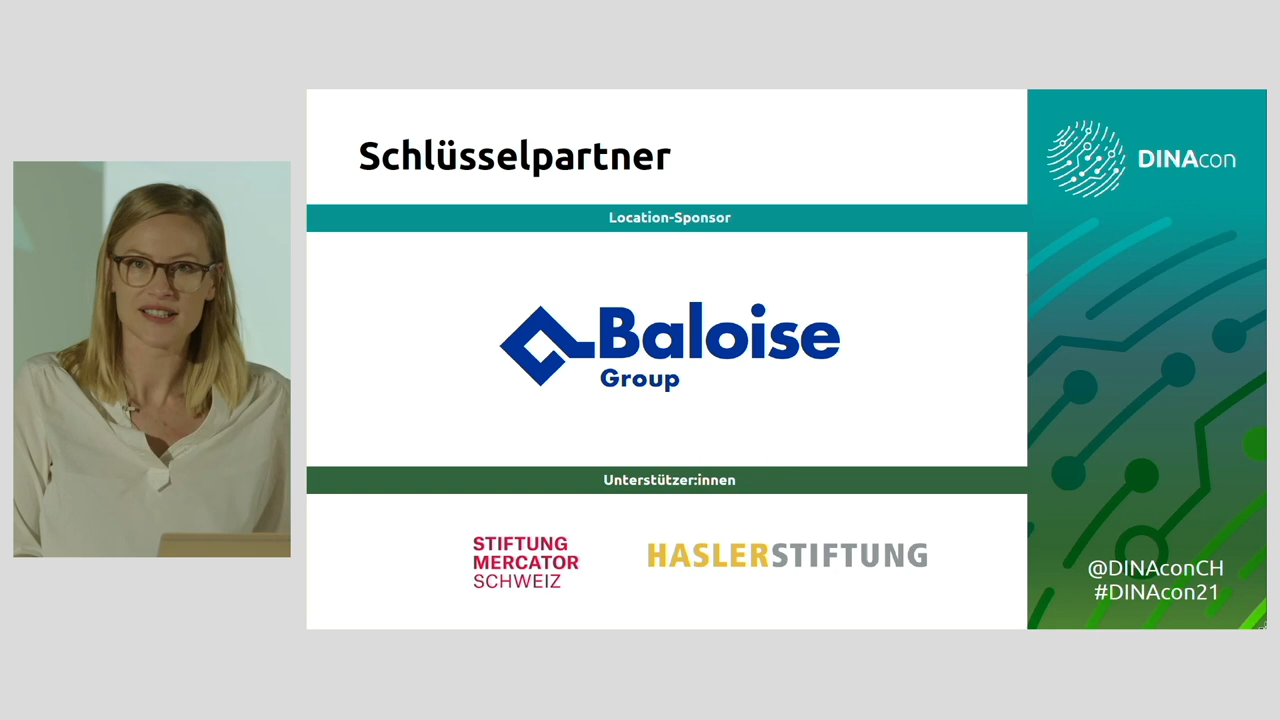 Schlüsselpartner
DINAcon
Location-Sponsor
Baloise
Group
Unterstützer:innen
STIFTUNG
MERCATOR
SCHWEIZ
HASLERSTIFTUNG
@DINAconCH
#DINAcon21